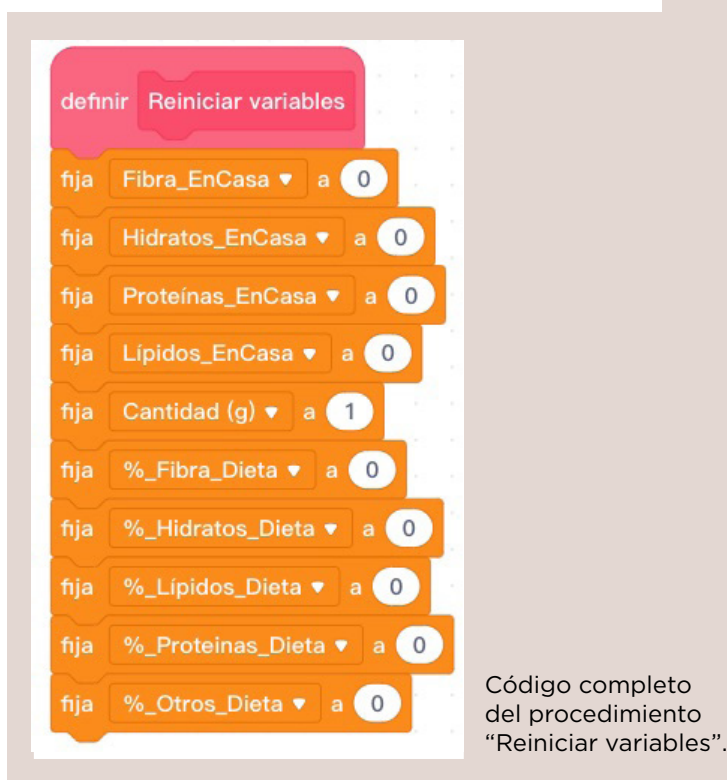 definir Reiniciar variables
fija Fibra_EnCasa a 0
fija Hidratos_EnCasa a 0
fija Proteínas_EnCasa a 0
fija Lípidos_EnCasa a 0
fija Cantidad (g) a 1
fija %_Fibra_Dieta a 0
fija %_Hidratos_Dieta a 0
fija %_Lípidos_Dieta a 0
fija %_Proteinas_Dieta a 0
fija %_Otros_Dieta a 0
Código completo
del procedimiento
“Reiniciar variables”.